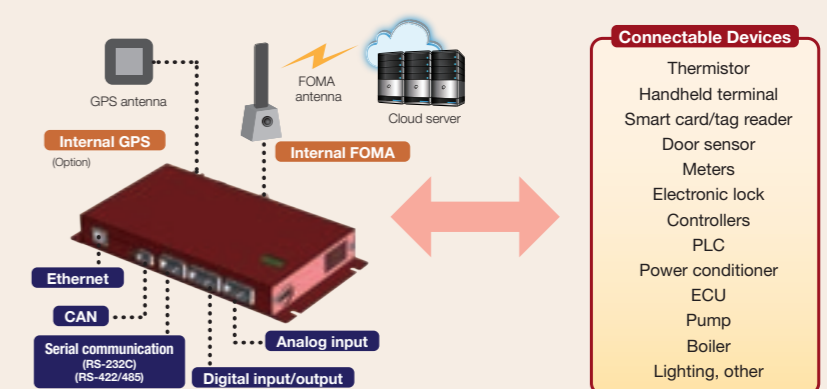 GPS antenna
FOMA
antenna
Cloud server
Internal GPS
(Option)
Internal FOMA
Ethernet
CAN
Serial communication
(RS-232C)
(RS-422/485)
Digital input/output
Analog input
Connectable Devices
Thermistor
Handheld terminal
Smart card/tag reader
Door sensor
Meters
Electronic lock
Controllers
PLC
Power conditioner
ECU
Pump
Boiler
Lighting, other